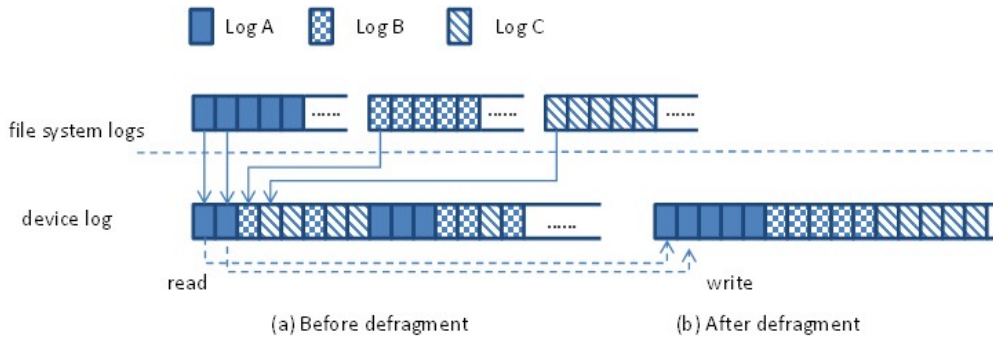 Log A Log B Log C
...... ...... ......
file system logs
device log
......
read write
(a) Before defragment (b) After defragment